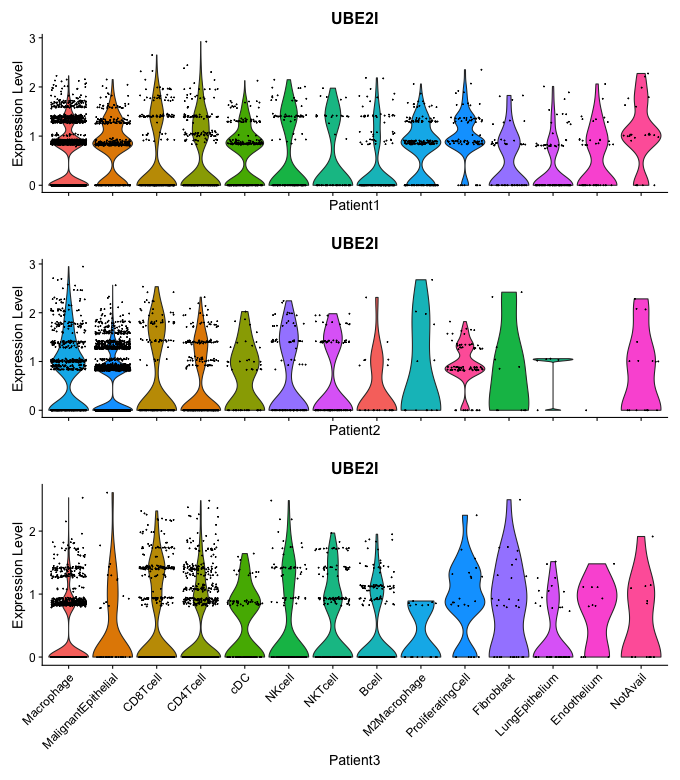 UBE2I
Expression Level
3
2
1
0
Patient1
UBE2I
Expression Level
3
2
1
0
Patient2
UBE2I
Expression Level
2
1
0
Macrophage
MalignantEpithelial
CD8Tcell
CD4Tcell
cDC
NKcell
NKTcell
Bcell
M2Macrophage
ProliferatingCell
Fibroblast
LungEpithelium
Endothelium
NotAvail
Patient3